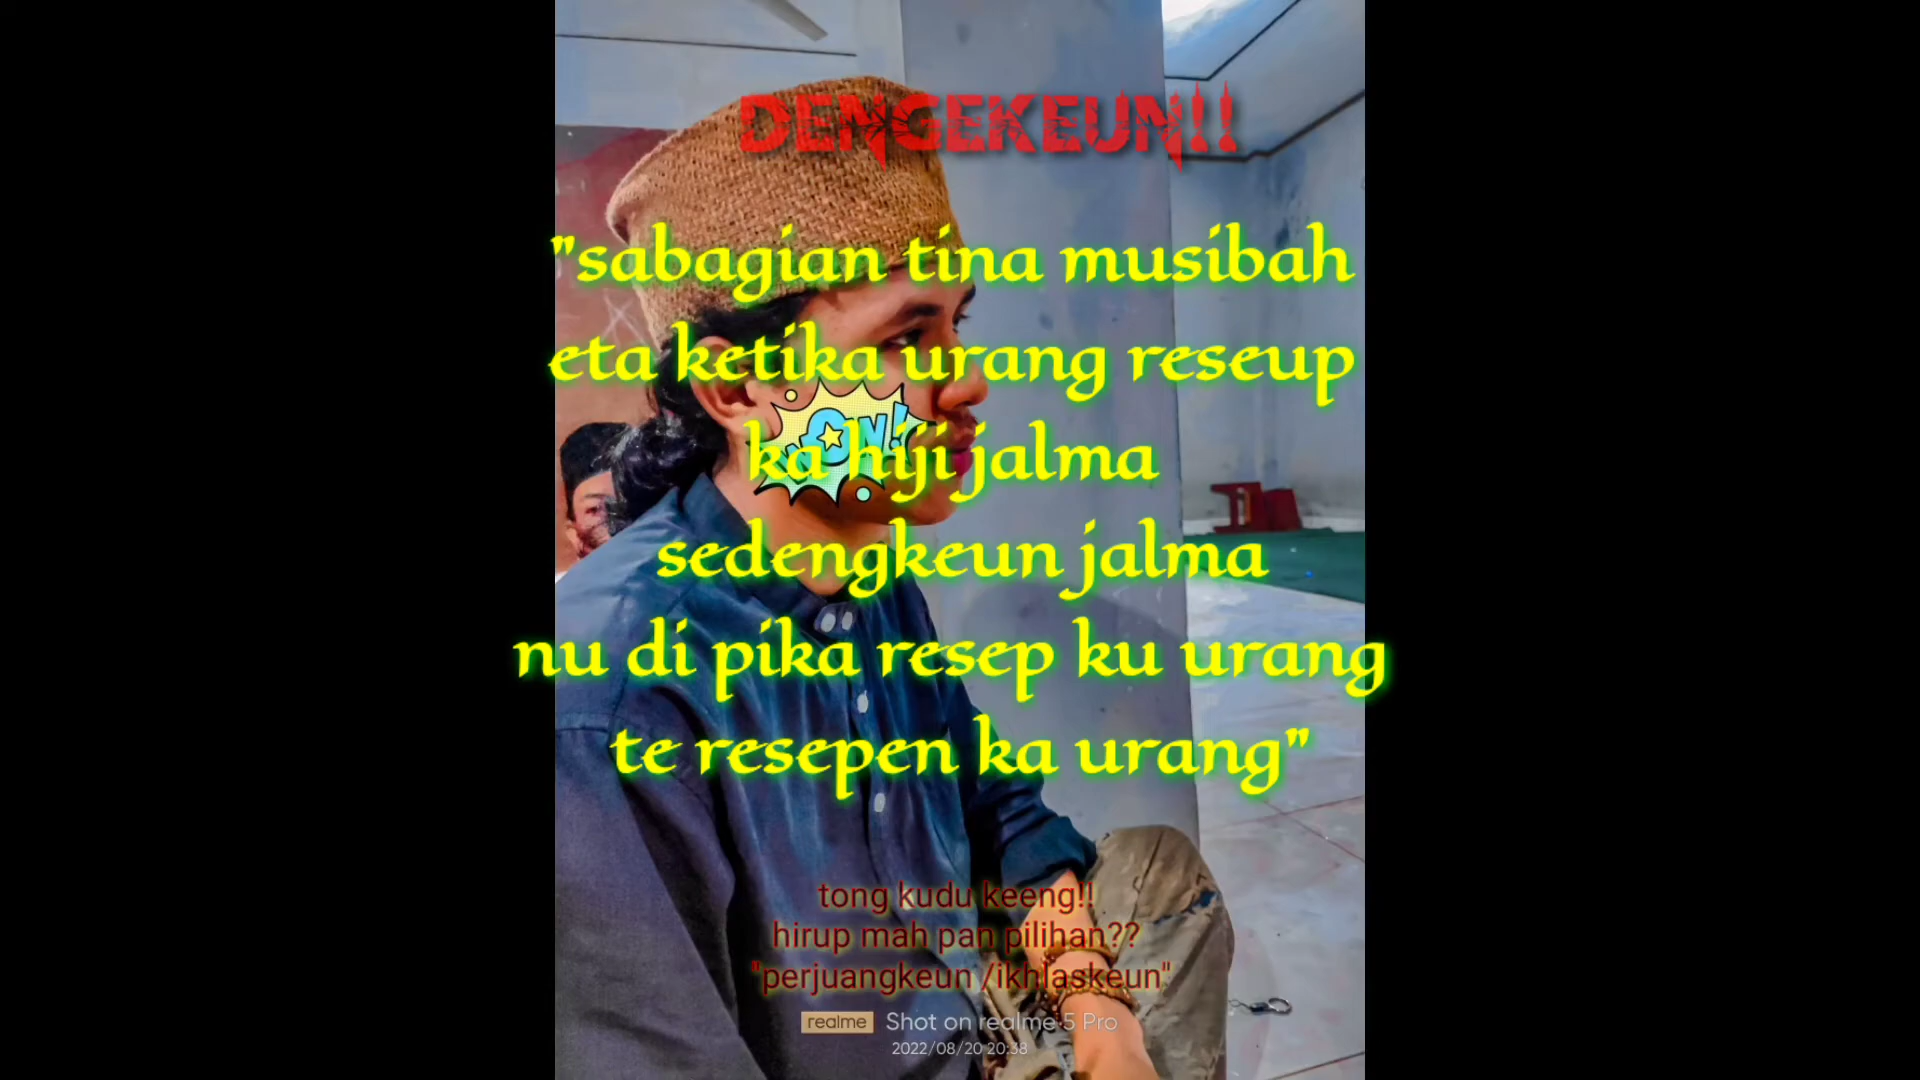 DENGEKEUN!!
"sabagian tina musibah
eta ketika urang reseup
WOW!
ka hiji jalma
sedengkeun jalma
nu di pika resep ku urang
te resepen ka urang"
tong kudu keeng!!
hirup mah pan pilihan??
"perjuangkeun /ikhlaskeun"
realme Shot on realme 5 Pro
2022/08/20 20:38